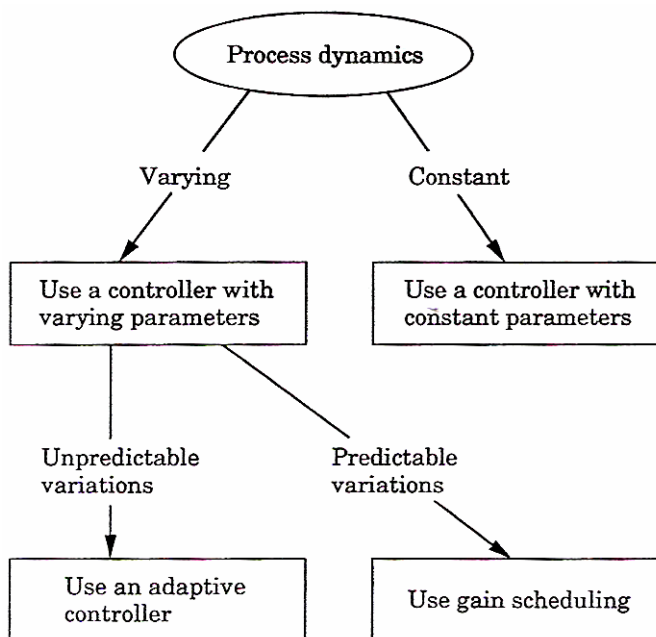 Process dynamics
Varying
Constant
Use a controller with
varying parameters
Use a controller with
constant parameters
Unpredictable
variations
Predictable
variations
Use an adaptive
controller
Use gain scheduling